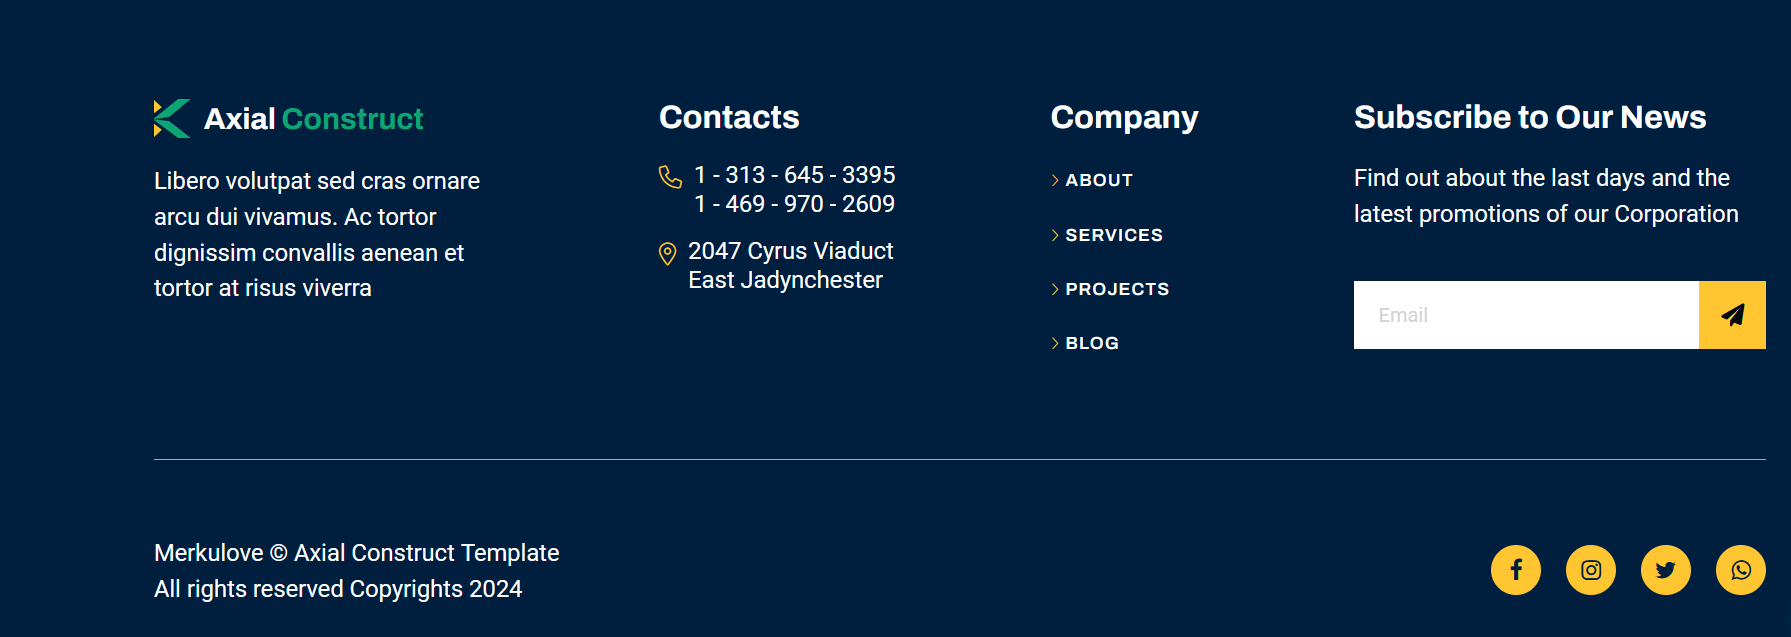 Axial Construct
Libero volutpat sed cras ornare
arcu dui vivamus. Ac tortor
dignissim convallis aenean et
tortor at risus viverra
Contacts
1 - 313 - 645 - 3395
1 - 469 - 970 - 2609
2047 Cyrus Viaduct
East Jadynchester
Company
ABOUT
SERVICES
PROJECTS
BLOG
Subscribe to Our News
Find out about the last days and the
latest promotions of our Corporation
Email
Merkulove © Axial Construct Template
All rights reserved Copyrights 2024